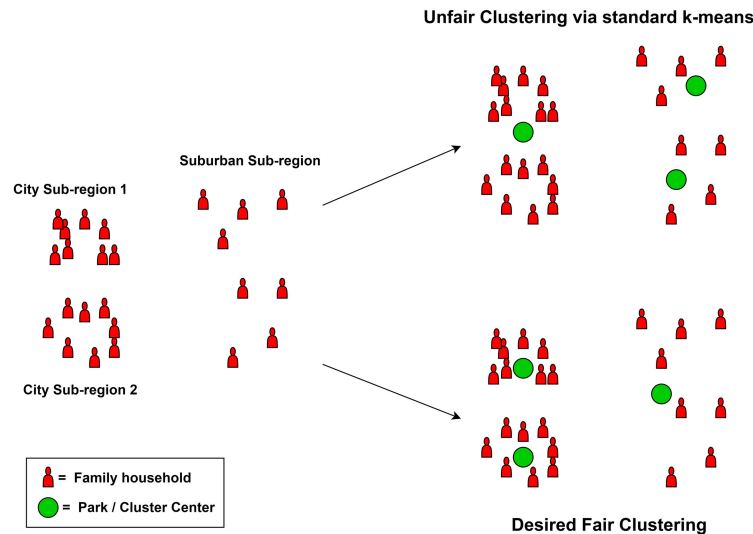 Unfair Clustering via standard k-means
Suburban Sub-region
City Sub-region 1
City Sub-region 2
= Family household
= Park / Cluster Center
Desired Fair Clustering